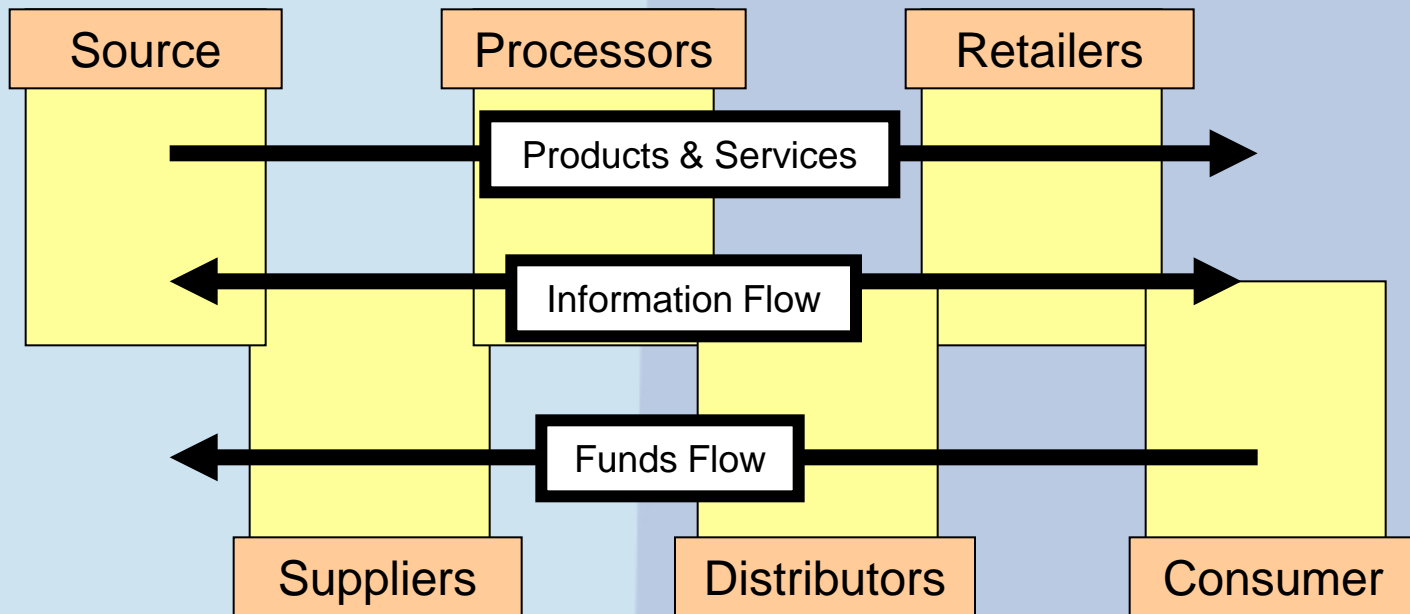 Source
Processors
Retailers
Products & Services
Information Flow
Funds Flow
Suppliers
Distributors
Consumer